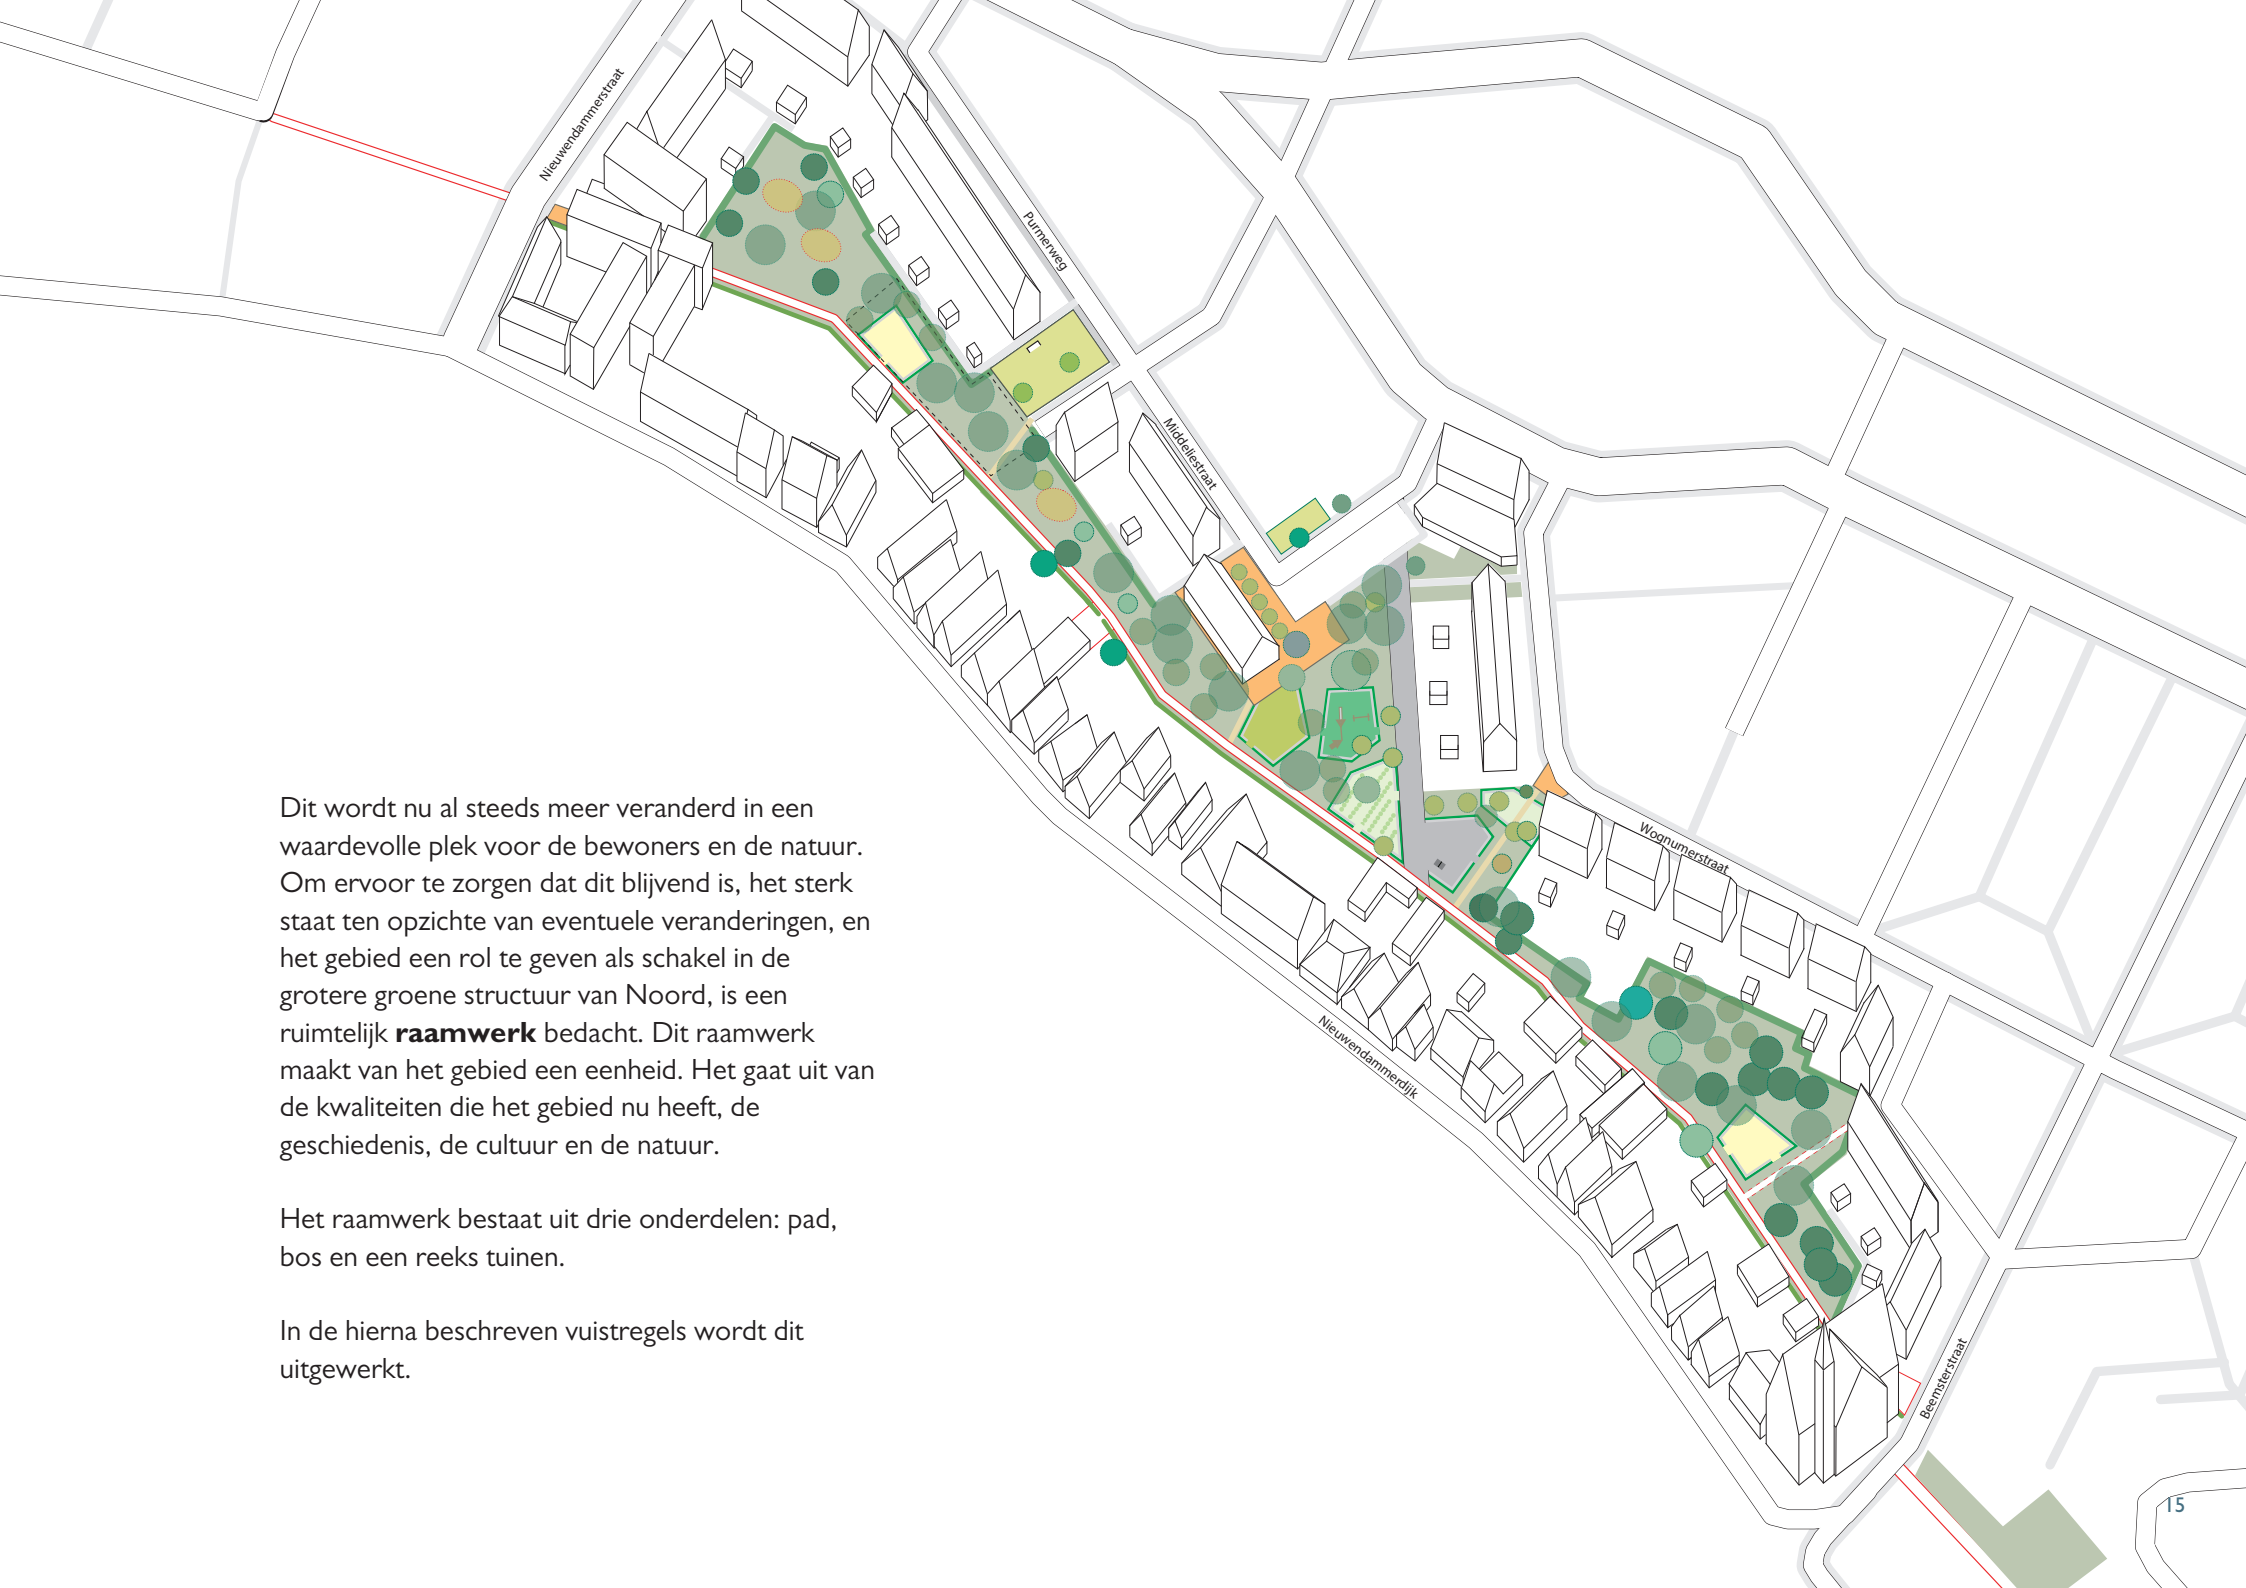 Nieuwendammerstraat
Purmerweg
Middeliestraat
Wognumerstraat
Nieuwendammerdijk
Beemsterstraat
Dit wordt nu al steeds meer veranderd in een
waardevolle plek voor de bewoners en de natuur.
Om ervoor te zorgen dat dit blijvend is, het sterk
staat ten opzichte van eventuele veranderingen, en
het gebied een rol te geven als schakel in de
grotere groene structuur van Noord, is een
ruimtelijk raamwerk bedacht. Dit raamwerk
maakt van het gebied een eenheid. Het gaat uit van
de kwaliteiten die het gebied nu heeft, de
geschiedenis, de cultuur en de natuur.
Het raamwerk bestaat uit drie onderdelen: pad,
bos en een reeks tuinen.
In de hierna beschreven vuistregels wordt dit
uitgewerkt.
15